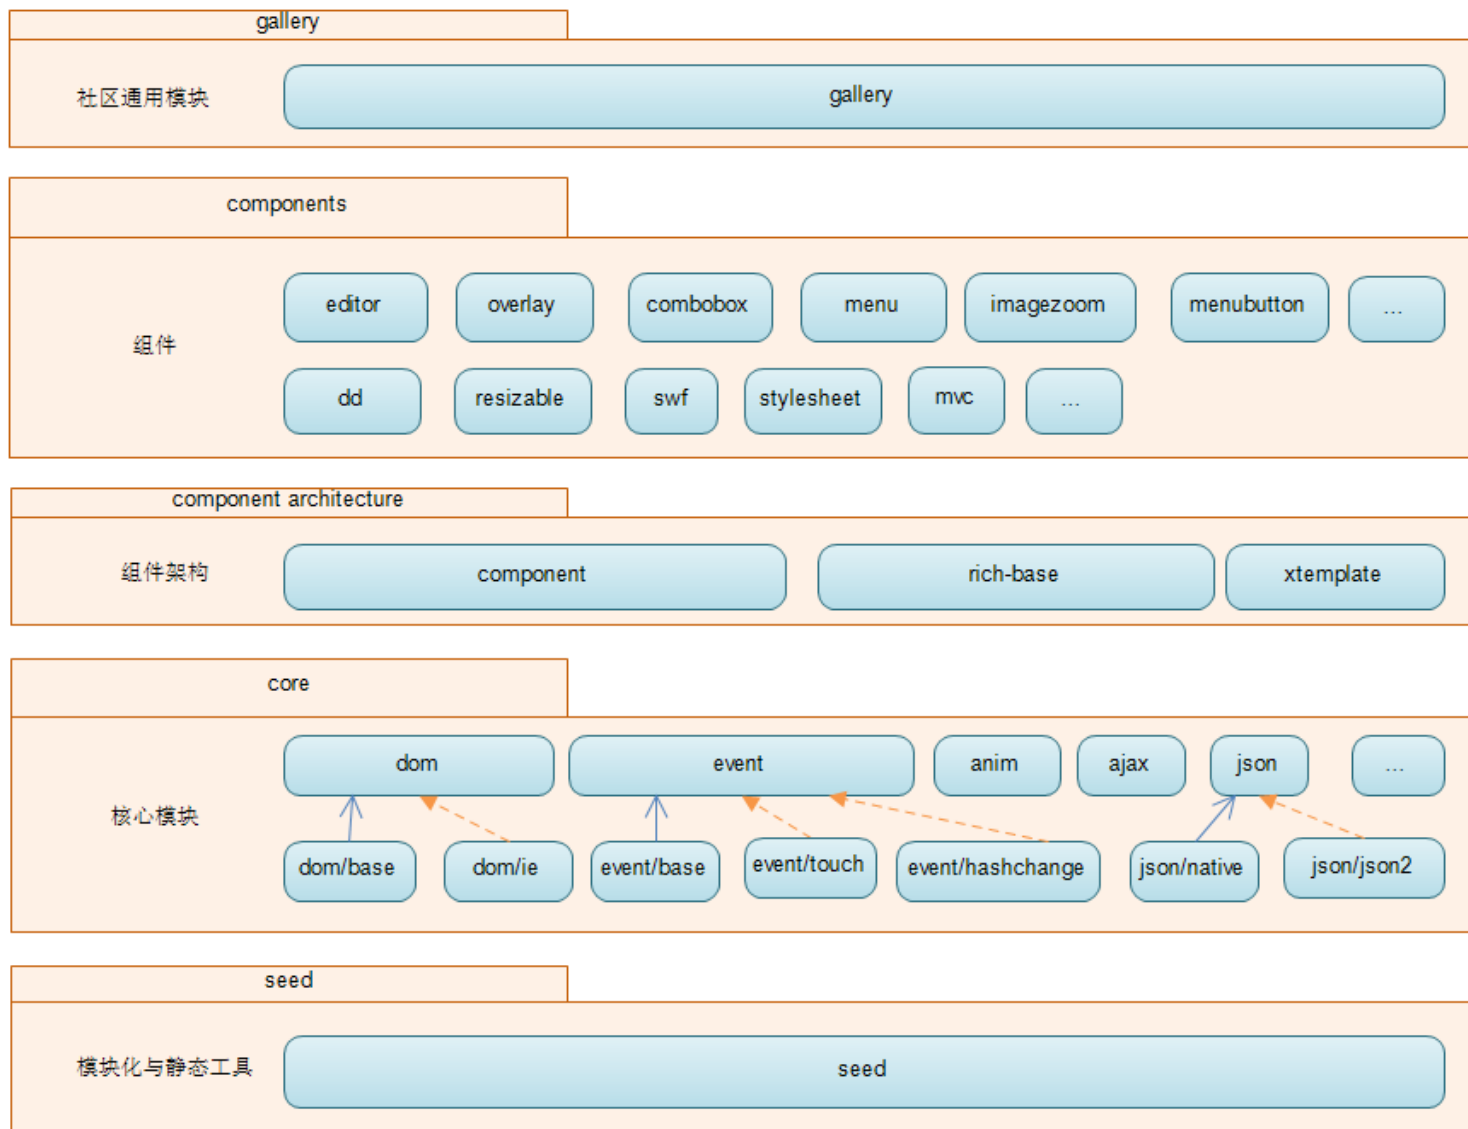 gallery
社区通用模块
gallery
components
组件
editor overlay combobox menu imagezoom menubutton ...
dd resizable swf stylesheet mvc ...
component architecture
组件架构
component rich-base xtemplate
core
核心模块
dom event anim ajax json ...
dom/base dom/ie event/base event/touch event/hashchange json/native json/json2
seed
模块化与静态工具
seed